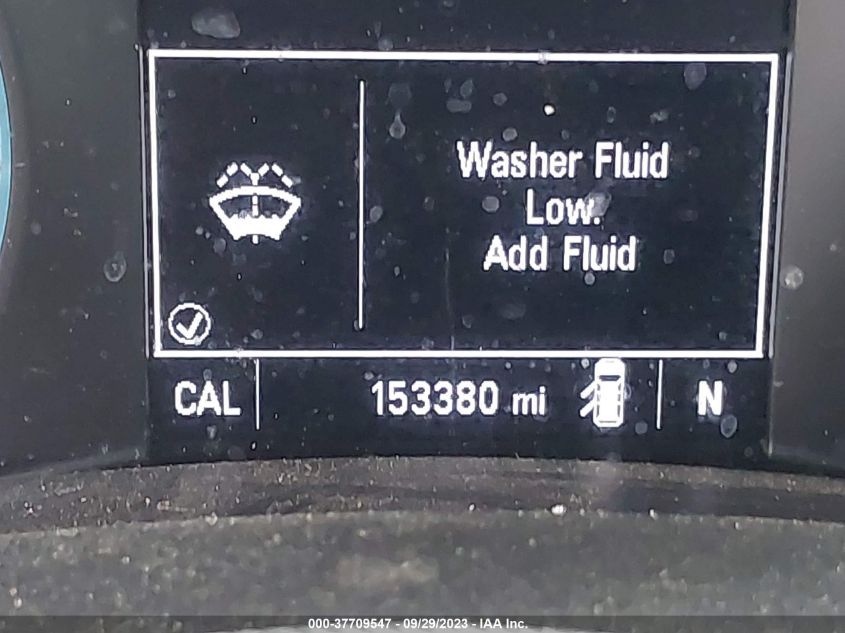 Washer Fluid
Low.
Add Fluid
CAL 153380 mi N
000-37709547 - 09/29/2023 - IAA Inc.